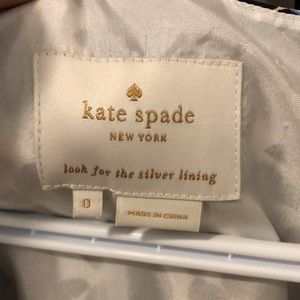 kate spade
NEW YORK
look for the silver lining
0
MADE IN CHINA